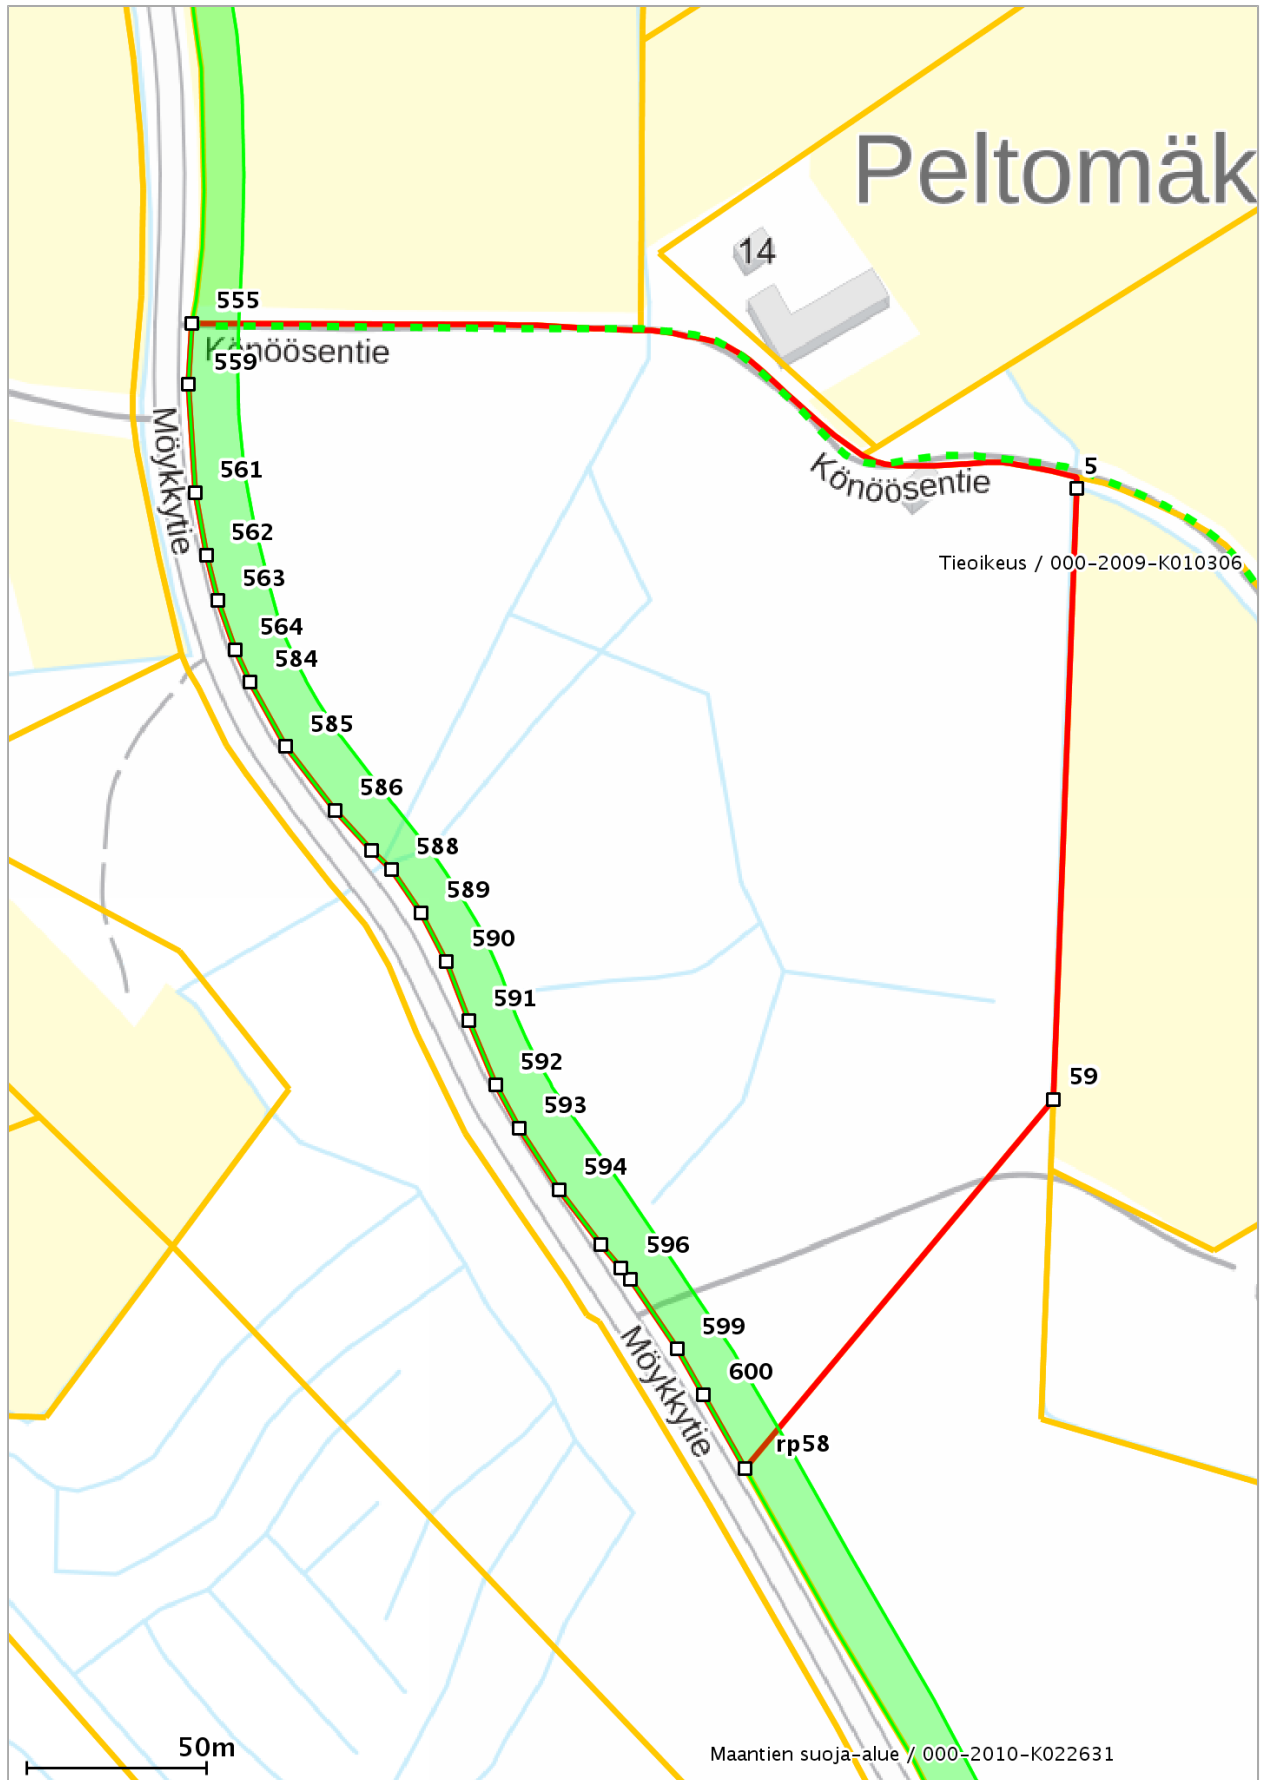 Peltomäk
14
555
Könöösentie
559
Möykkytie
561
Könöösentie
5
562
Tieoikeus / 000-2009-K010306
563
564
584
585
586
588
589
590
591
592
59
593
594
596
599
Möykkytie
600
rp58
50m
Maantien suoja-alue / 000-2010-K022631